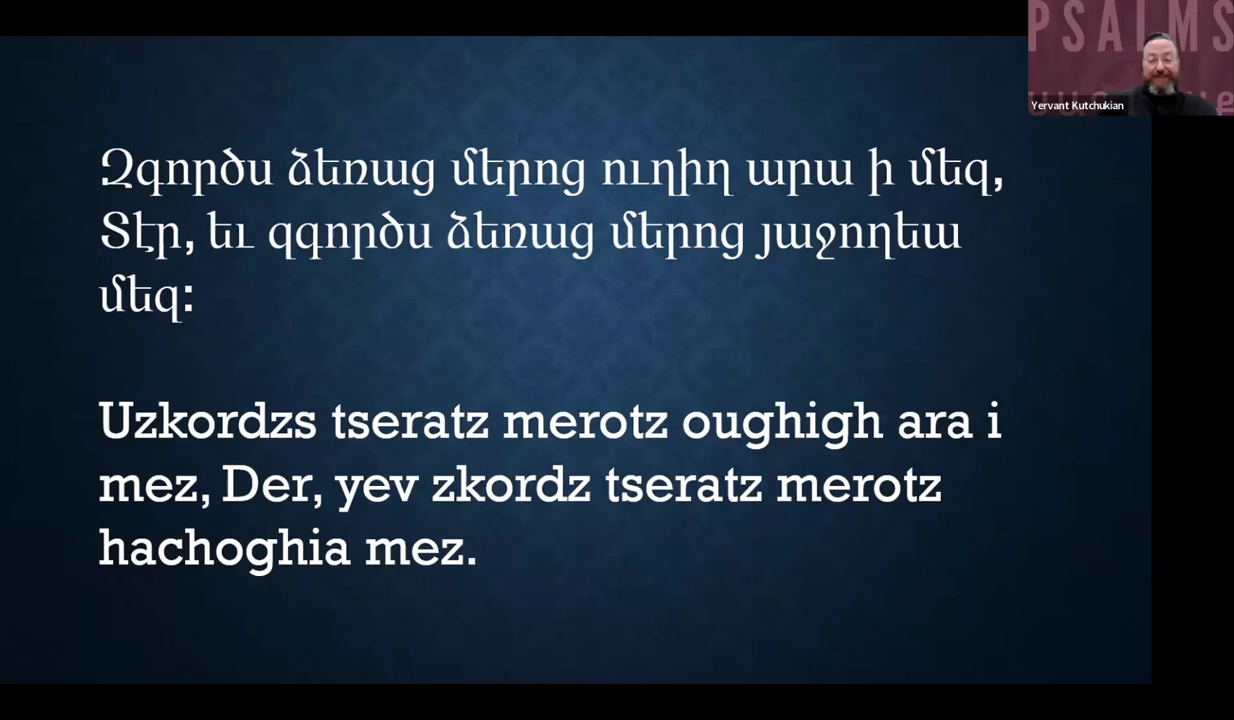 PSALMS
Yervant Kutchukian
Զգործս ձեռաց մերոց ուղիղ արա ի մեզ,
Տէր, եւ զգործս ձեռաց մերոց յաջողեա
մեզ:
Uzkordzs tseratz merotz oughigh ara i
mez, Der, yev zkordz tseratz merotz
hachoghia mez.